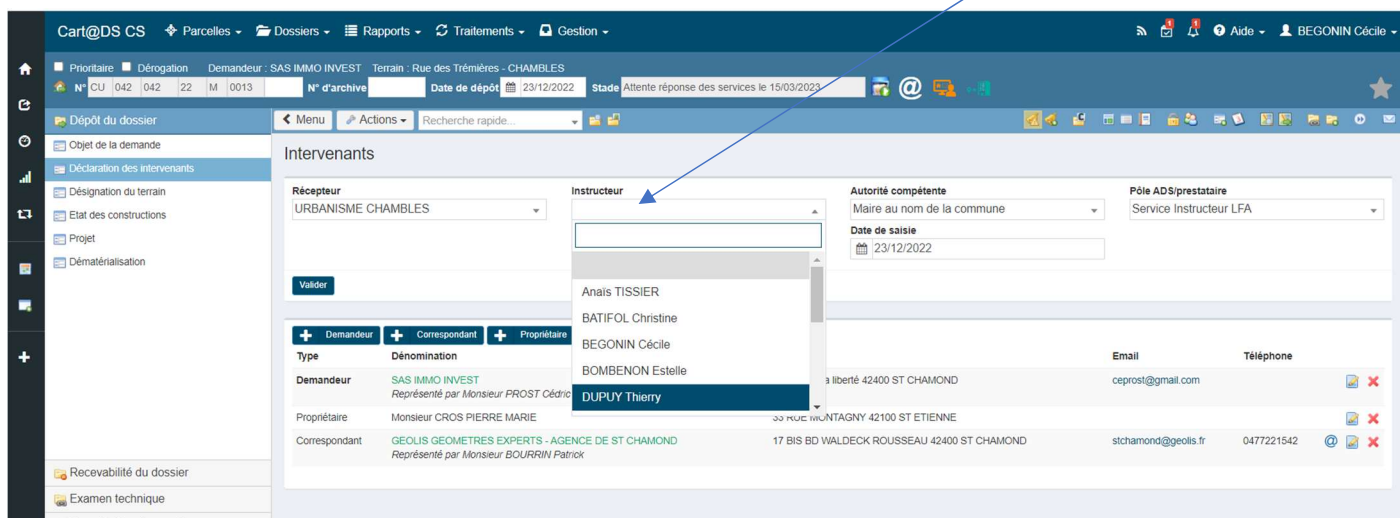 Cart@DS CS Parcelles Dossiers Rapports Traitements Gestion 1 1 Aide BEGONIN Cécile
Prioritaire Dérogation Demandeur : SAS IMMO INVEST Terrain : Rue des Trémières - CHAMBLES
N° CU 042 042 22 M 0013 N° d'archive Date de dépôt 23/12/2022 Stade Attente réponse des services le 15/03/2023
Dépôt du dossier Menu Actions Recherche rapide...
Objet de la demande
Déclaration des intervenants
Désignation du terrain
Etat des constructions
Projet
Dématérialisation
Recevabilité du dossier
Examen technique
Intervenants
Récepteur Instructeur Autorité compétente Pôle ADS/prestataire
URBANISME CHAMBLES Maire au nom de la commune Service Instructeur LFA
Date de saisie
23/12/2022
Valider
Anaïs TISSIER
BATIFOL Christine
BEGONIN Cécile
BOMBENON Estelle
DUPUY Thierry
Demandeur Correspondant Propriétaire
Type Dénomination Email Téléphone
Demandeur SAS IMMO INVEST liberté 42400 ST CHAMOND ceprost@gmail.com
Représenté par Monsieur PROST Cédric
Propriétaire Monsieur CROS PIERRE MARIE 33 RUE MONTAGNY 42100 ST ETIENNE
Correspondant GEOLIS GEOMETRES EXPERTS - AGENCE DE ST CHAMOND 17 BIS BD WALDECK ROUSSEAU 42400 ST CHAMOND stchamond@geolis.fr 0477221542 @
Représenté par Monsieur BOURRIN Patrick